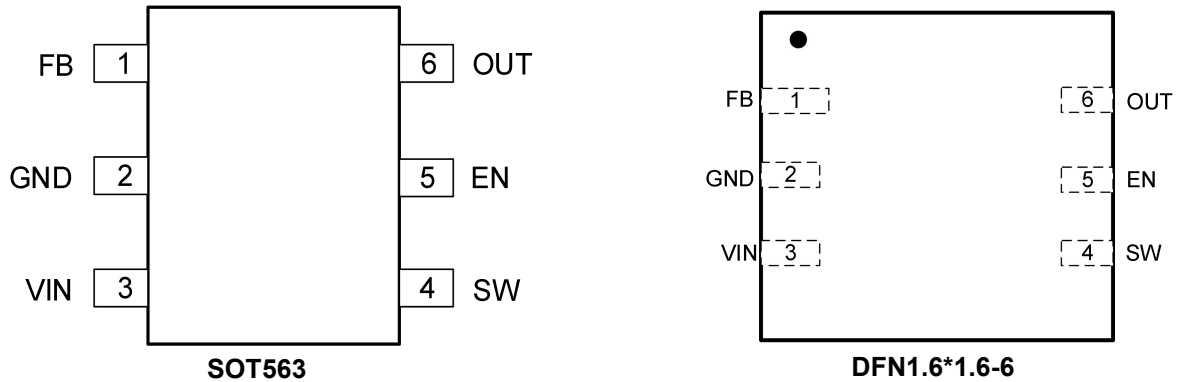 FB 1 6 OUT
GND 2 5 EN
VIN 3 4 SW
SOT563
FB 1 6 OUT
GND 2 5 EN
VIN 3 4 SW
DFN1.6*1.6-6